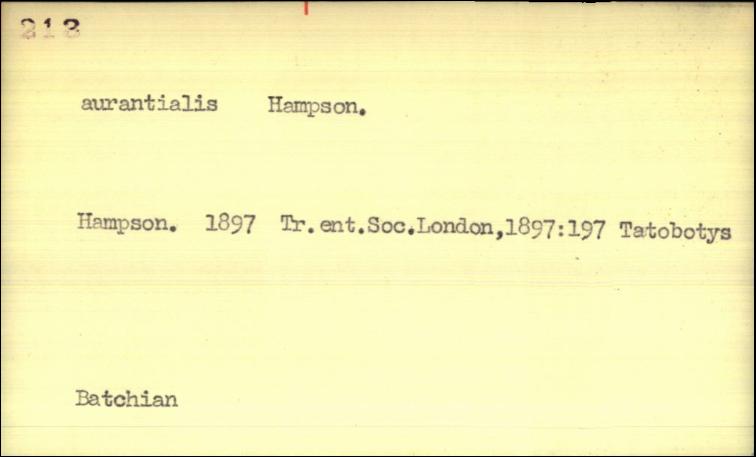 213
aurantialis Hampson.
Hampson. 1897 Tr.ent.Soc.London,1897:197 Tatobotys
Batchian